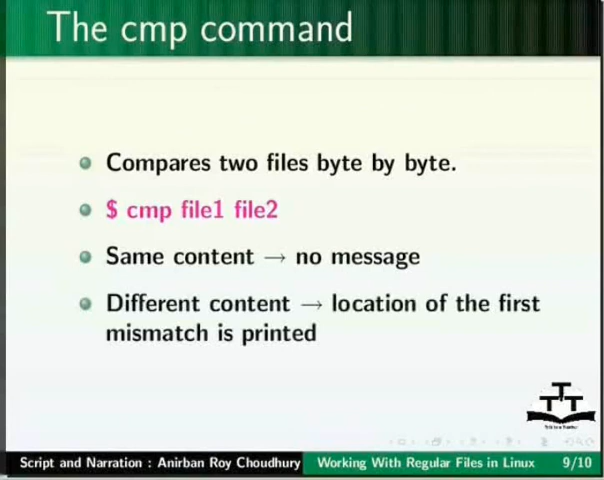 The cmp command
Compares two files byte by byte.
$ cmp file1 file2
Same content → no message
Different content → location of the first
mismatch is printed
TTT
Script and Narration : Anirban Roy Choudhury
Working With Regular Files in Linux
9/10